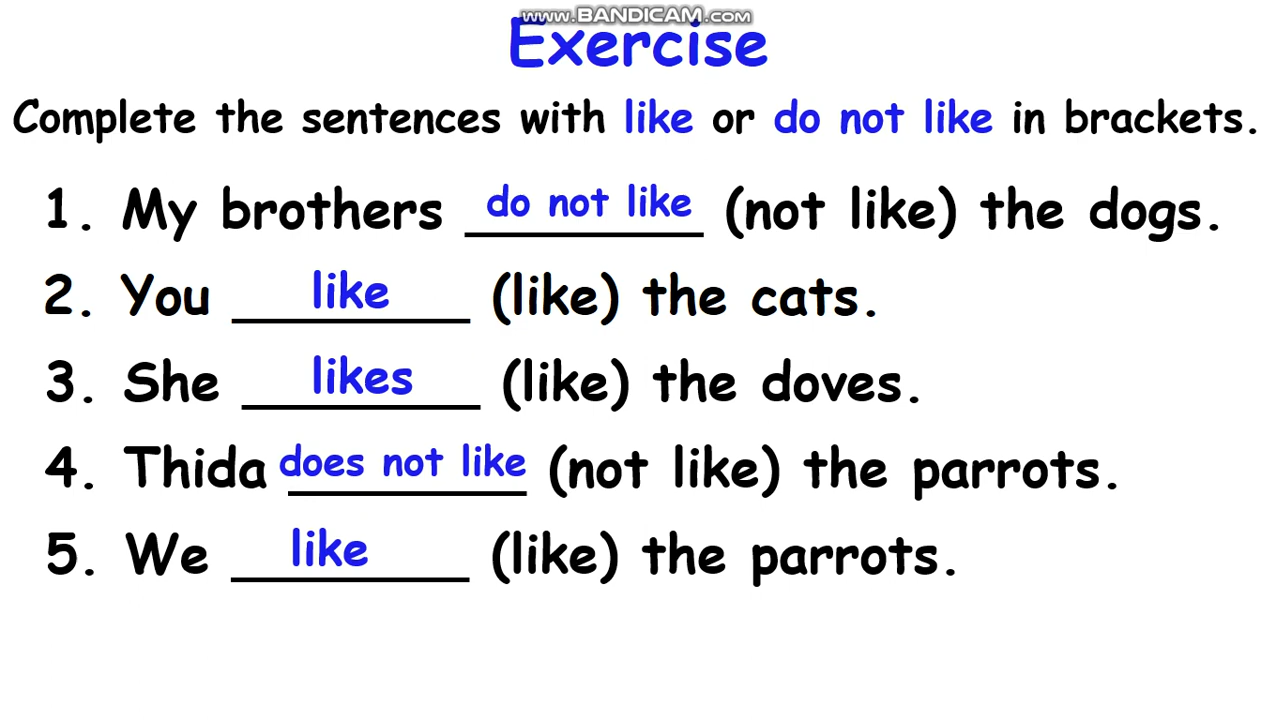 www.BANDICAM.com
Exercise
Complete the sentences with like or do not like in brackets.
1. My brothers do not like (not like) the dogs.
2. You like (like) the cats.
3. She likes (like) the doves.
4. Thida does not like (not like) the parrots.
5. We like (like) the parrots.